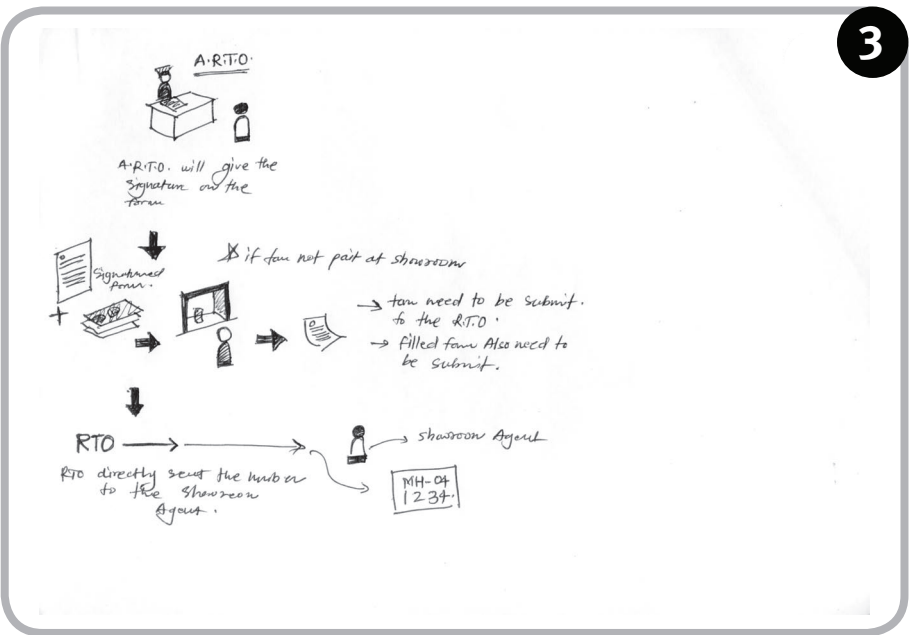 3
A.R.T.O.
A.R.T.O. will give the
Signature on the
form
if tax not paid at showroom
Signatured
form.
+
→ tax need to be submit.
to the R.T.O.
→ filled form Also need to
be submit.
RTO
showroom Agent
RTO directly sent the number
to the showroom
Agent.
MH-04
1234.